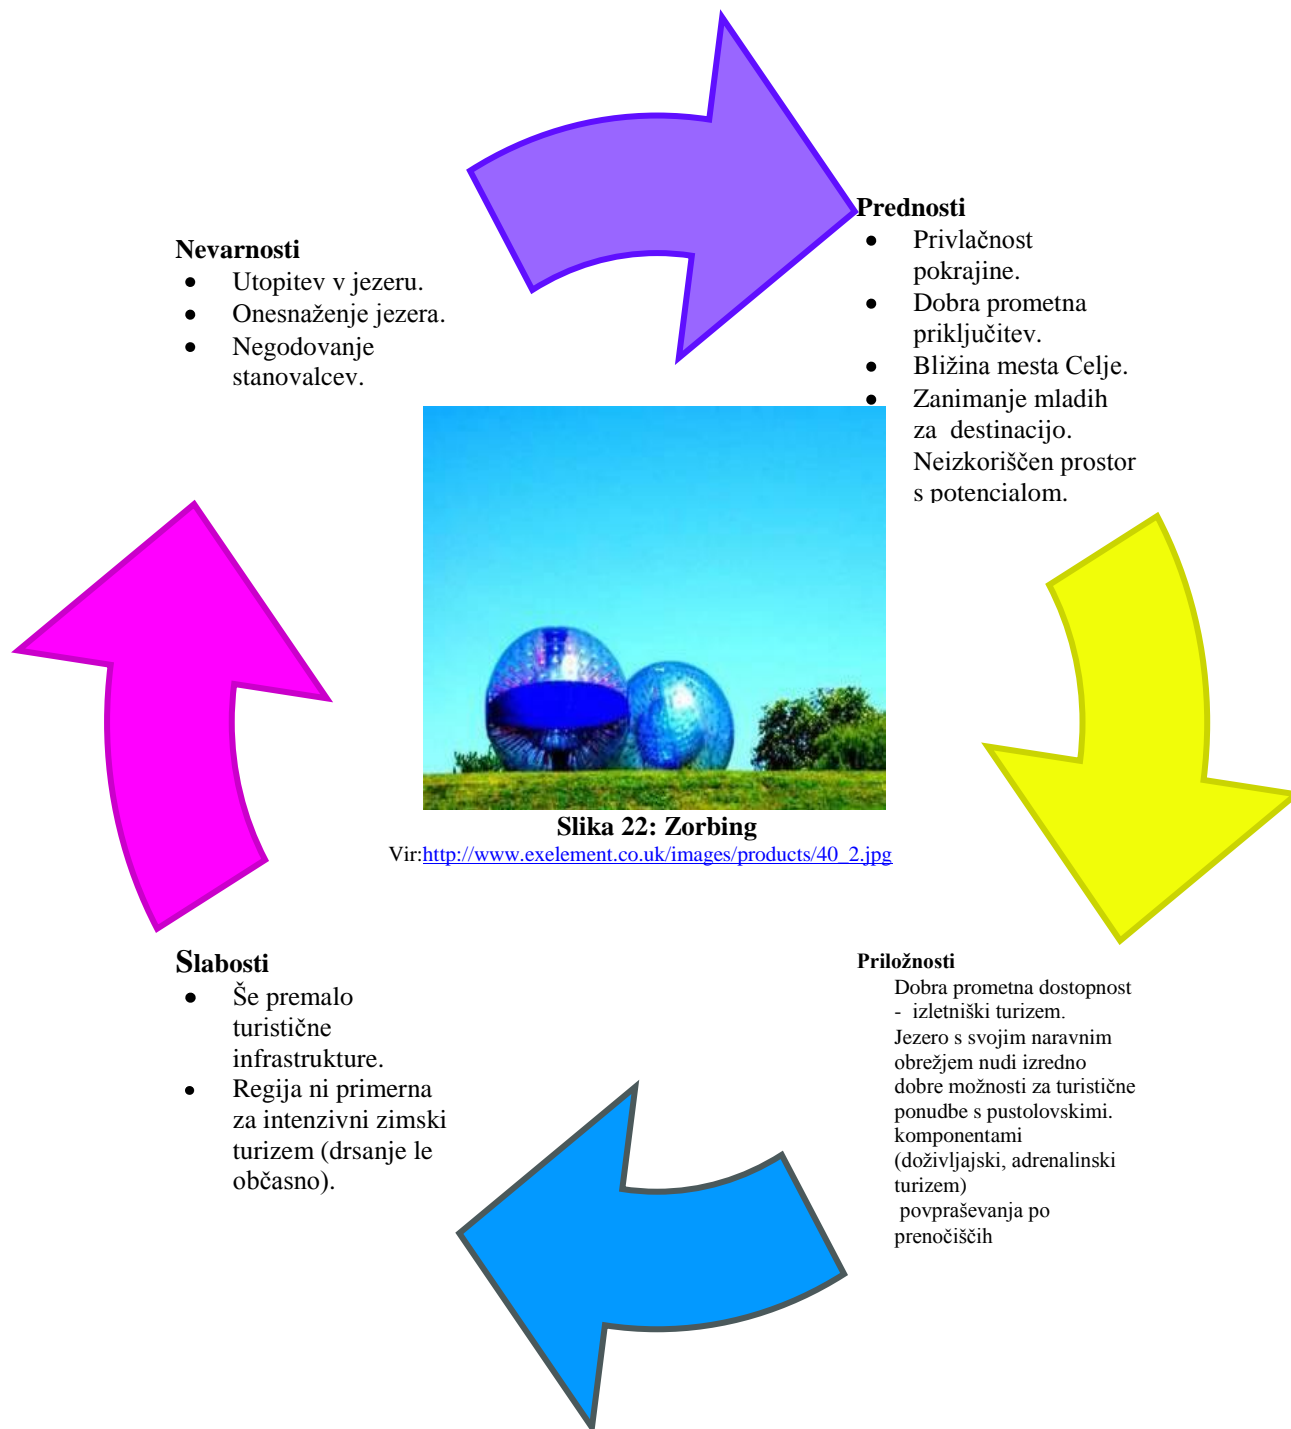 Nevarnosti
• Utopitev v jezeru.
• Onesnaženje jezera.
• Negodovanje
stanovalcev.
Prednosti
• Privlačnost
pokrajine.
• Dobra prometna
priključitev.
• Bližina mesta Celje.
• Zanimanje mladih
za destinacijo.
Neizkoriščen prostor
s potencialom.
Slika 22: Zorbing
Vir:http://www.exelement.co.uk/images/products/40_2.jpg
Slabosti
• Še premalo
turistične
infrastrukture.
• Regija ni primerna
za intenzivni zimski
turizem (drsanje le
občasno).
Priložnosti
Dobra prometna dostopnost
- izletniški turizem.
Jezero s svojim naravnim
obrežjem nudi izredno
dobre možnosti za turistične
ponudbe s pustolovskimi.
komponentami
(doživljajski, adrenalinski
turizem)
povpraševanja po
prenočiščih